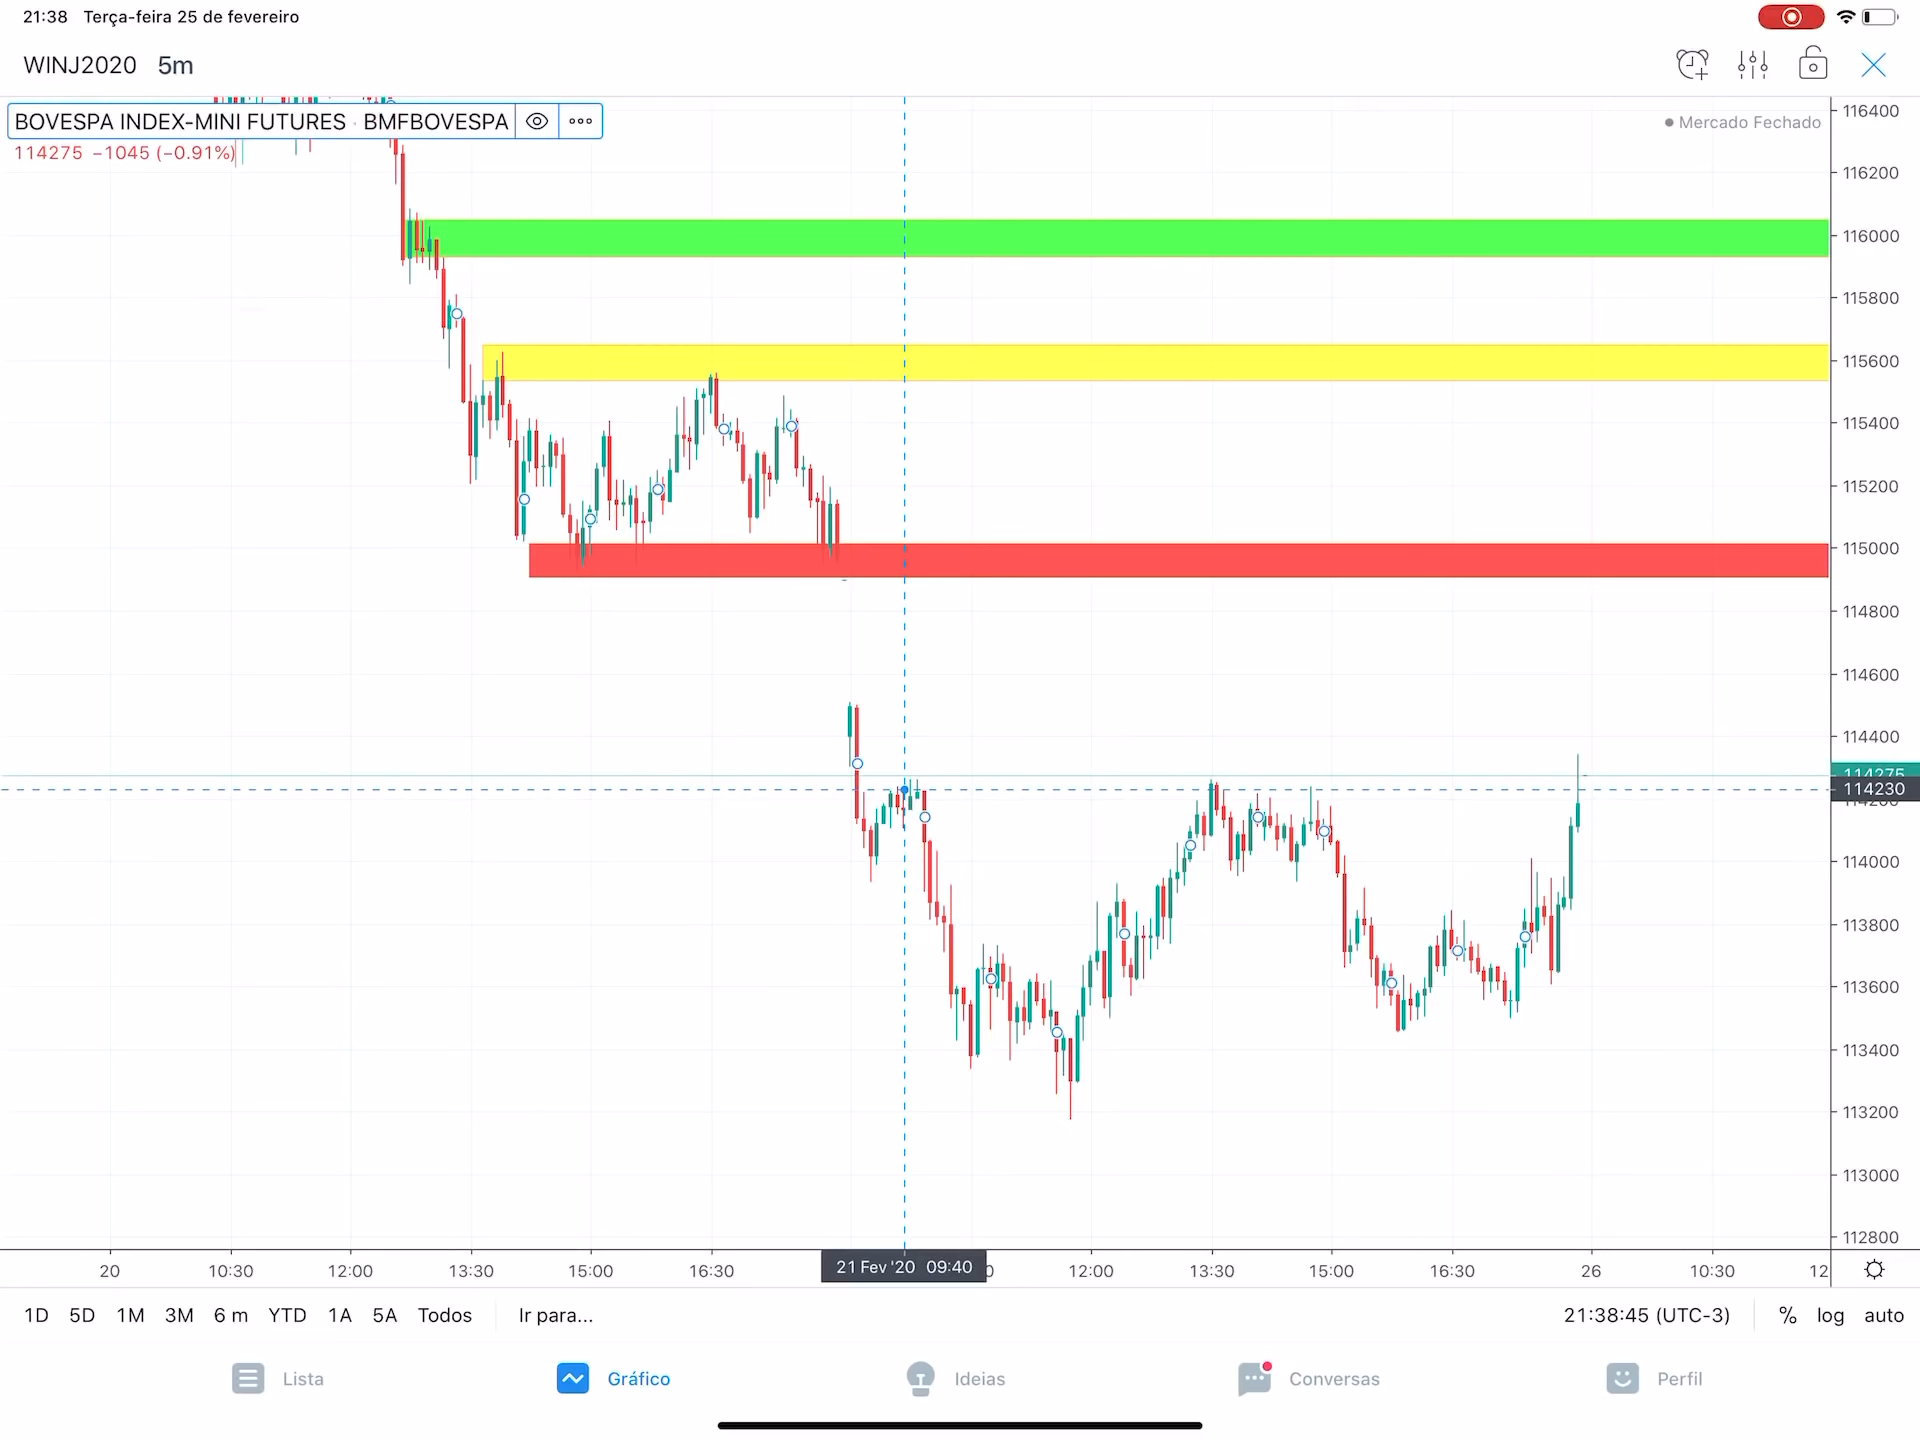 21:38 Terça-feira 25 de fevereiro
WINJ2020 5m
BOVESPA INDEX-MINI FUTURES · BMFBOVESPA
114275 −1045 (−0.91%)
Mercado Fechado
116400
116200
116000
115800
115600
115400
115200
115000
114800
114600
114400
114275
114230
114000
113800
113600
113400
113200
113000
112800
20 10:30 12:00 13:30 15:00 16:30 21 Fev '20 09:40 12:00 13:30 15:00 16:30 26 10:30 12
1D 5D 1M 3M 6 m YTD 1A 5A Todos Ir para... 21:38:45 (UTC-3) % log auto
Lista Gráfico Ideias Conversas Perfil